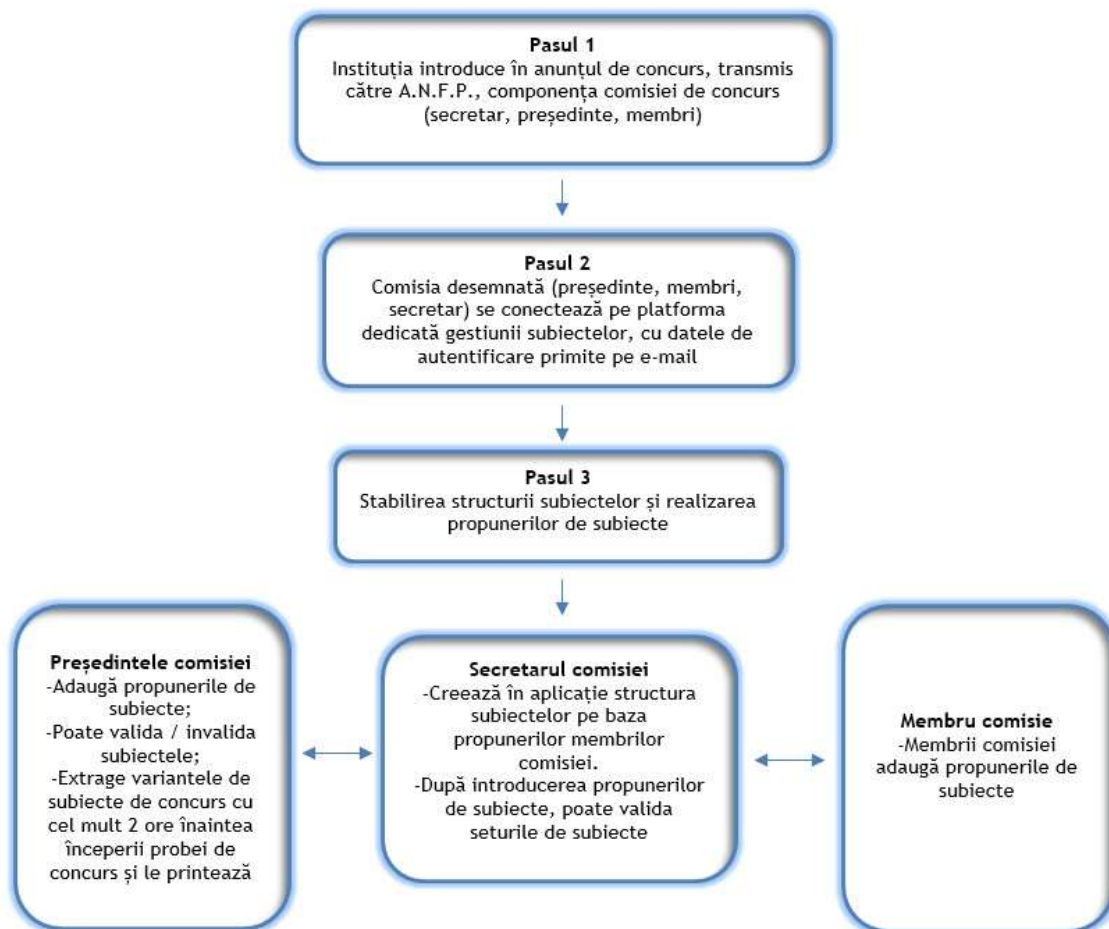 Pasul 1
Instituția introduce în anunțul de concurs, transmis
către A.N.F.P., componența comisiei de concurs
(secretar, președinte, membri)
Pasul 2
Comisia desemnată (președinte, membri,
secretar) se conectează pe platforma
dedicată gestiunii subiectelor, cu datele de
autentificare primite pe e-mail
Pasul 3
Stabilirea structurii subiectelor și realizarea
propunerilor de subiecte
Președintele comisiei
-Adaugă propunerile de
subiecte;
-Poate valida / invalida
subiectele;
-Extrage variantele de
subiecte de concurs cu
cel mult 2 ore înaintea
începerii probei de
concurs și le printează
Secretarul comisiei
-Creează în aplicație structura
subiectelor pe baza
propunerilor membrilor
comisiei.
-După introducerea propunerilor
de subiecte, poate valida
seturile de subiecte
Membru comisie
-Membrii comisiei
adaugă propunerile de
subiecte